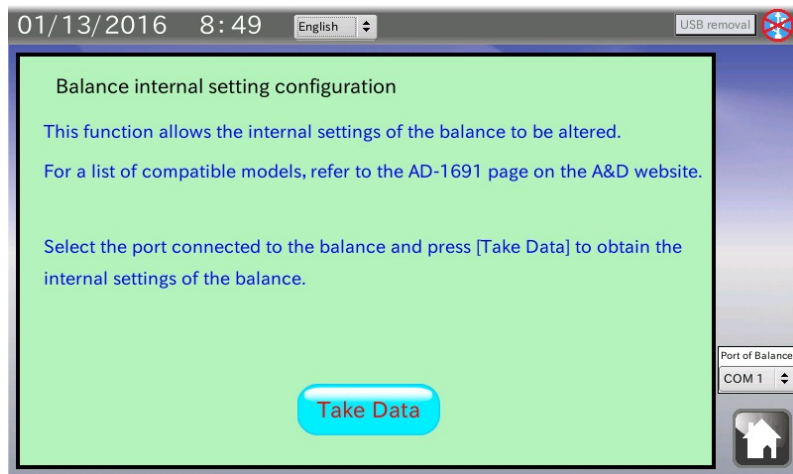 01/13/2016 8:49 English USB removal
Balance internal setting configuration
This function allows the internal settings of the balance to be altered.
For a list of compatible models, refer to the AD-1691 page on the A&D website.
Select the port connected to the balance and press [Take Data] to obtain the
internal settings of the balance.
Port of Balance
COM 1
Take Data